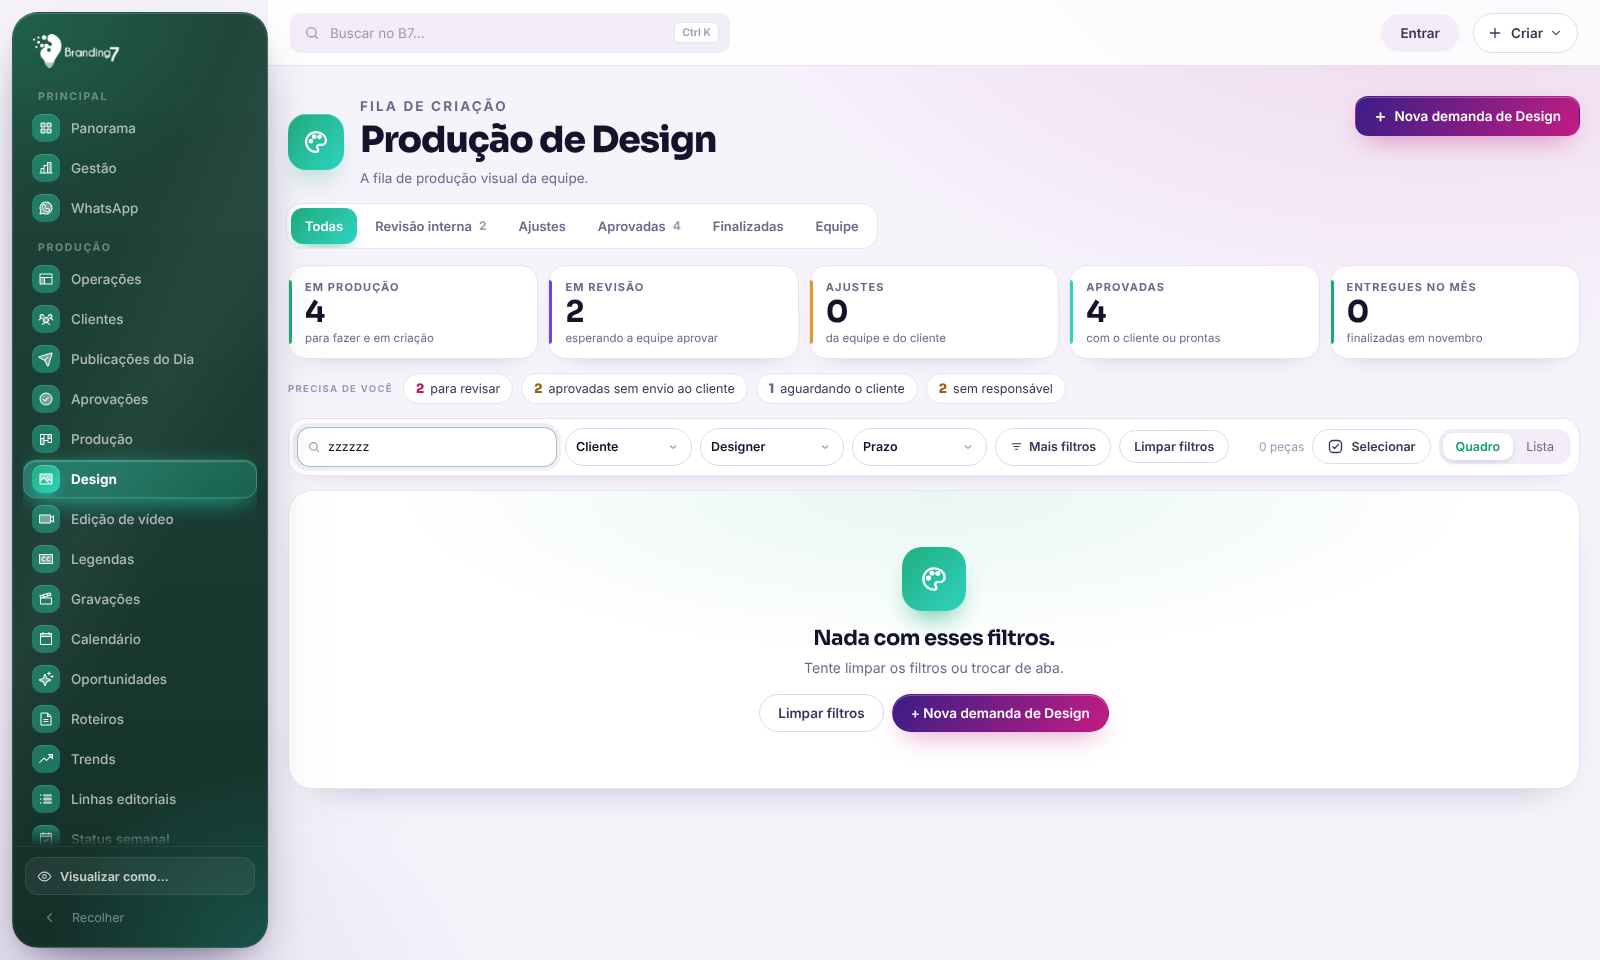 Branding7
Buscar no B7...
Ctrl K
Entrar
+ Criar
PRINCIPAL
Panorama
Gestão
WhatsApp
PRODUÇÃO
Operações
Clientes
Publicações do Dia
Aprovações
Produção
Design
Edição de vídeo
Legendas
Gravações
Calendário
Oportunidades
Roteiros
Trends
Linhas editoriais
Status semanal
Visualizar como...
Recolher
FILA DE CRIAÇÃO
Produção de Design
A fila de produção visual da equipe.
+ Nova demanda de Design
Todas
Revisão interna 2
Ajustes
Aprovadas 4
Finalizadas
Equipe
EM PRODUÇÃO
4
para fazer e em criação
EM REVISÃO
2
esperando a equipe aprovar
AJUSTES
0
da equipe e do cliente
APROVADAS
4
com o cliente ou prontas
ENTREGUES NO MÊS
0
finalizadas em novembro
PRECISA DE VOCÊ
2 para revisar
2 aprovadas sem envio ao cliente
1 aguardando o cliente
2 sem responsável
zzzzzz
Cliente
Designer
Prazo
Mais filtros
Limpar filtros
0 peças
Selecionar
Quadro
Lista
Nada com esses filtros.
Tente limpar os filtros ou trocar de aba.
Limpar filtros
+ Nova demanda de Design